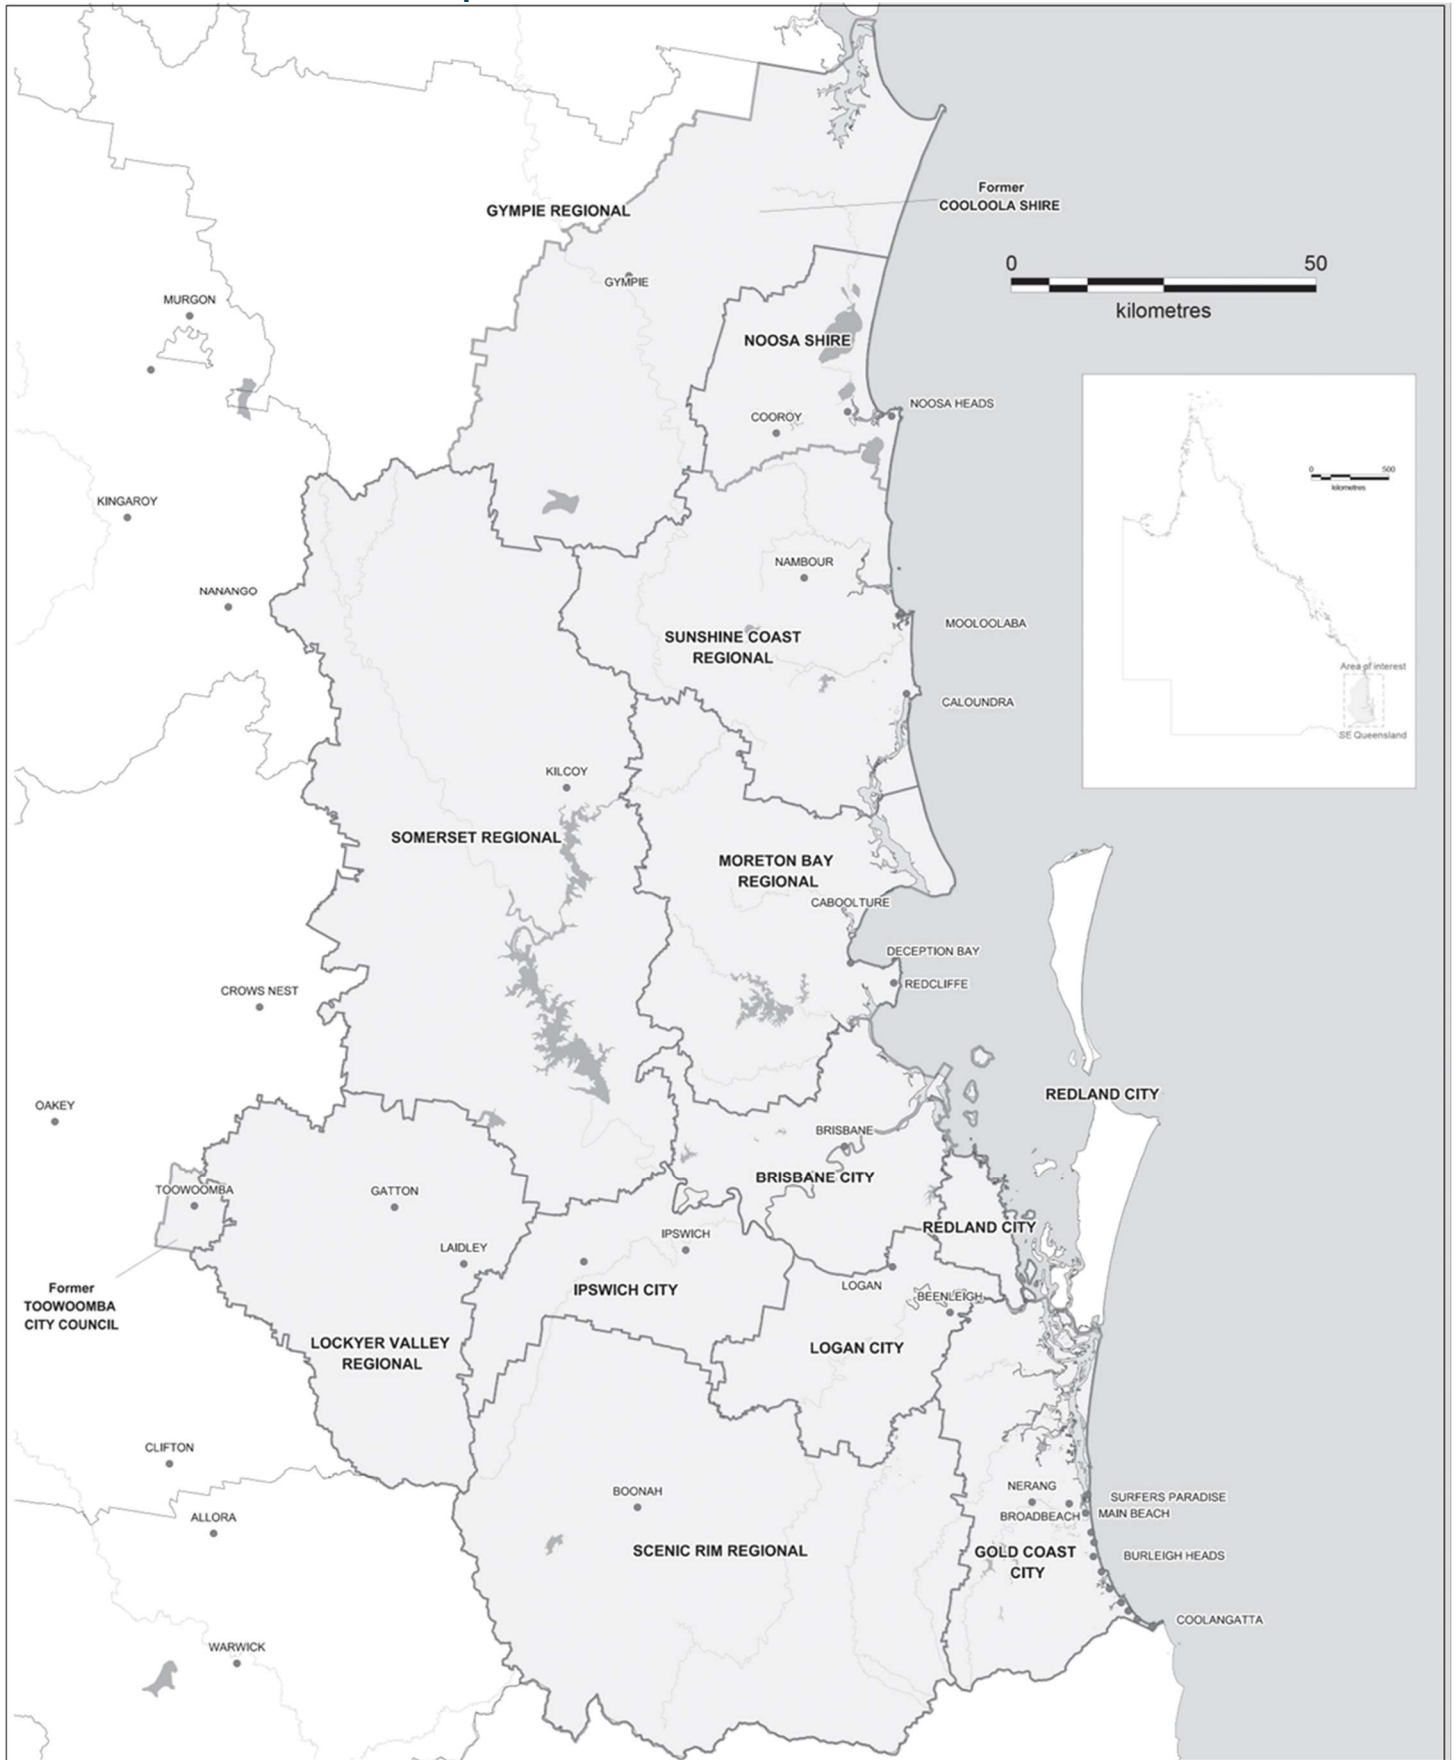 Former
COOLOOLA SHIRE
GYMPIE REGIONAL
0 50
kilometres
GYMPIE
MURGON
NOOSA SHIRE
NOOSA HEADS
COOROY
0 500
kilometres
KINGAROY
NAMBOUR
NANANGO
MOOLOOLABA
SUNSHINE COAST
REGIONAL
Area of interest
CALOUNDRA
SE Queensland
KILCOY
SOMERSET REGIONAL
MORETON BAY
REGIONAL
CABOOLTURE
DECEPTION BAY
REDCLIFFE
CROWS NEST
REDLAND CITY
OAKEY
BRISBANE
BRISBANE CITY
TOOWOOMBA
GATTON
REDLAND CITY
IPSWICH
LAIDLEY
Former
TOOWOOMBA
CITY COUNCIL
IPSWICH CITY
LOGAN
BEENLEIGH
LOCKYER VALLEY
REGIONAL
LOGAN CITY
CLIFTON
NERANG
BOONAH
SURFERS PARADISE
BROADBEACH
MAIN BEACH
ALLORA
SCENIC RIM REGIONAL
GOLD COAST
CITY
BURLEIGH HEADS
COOLANGATTA
WARWICK